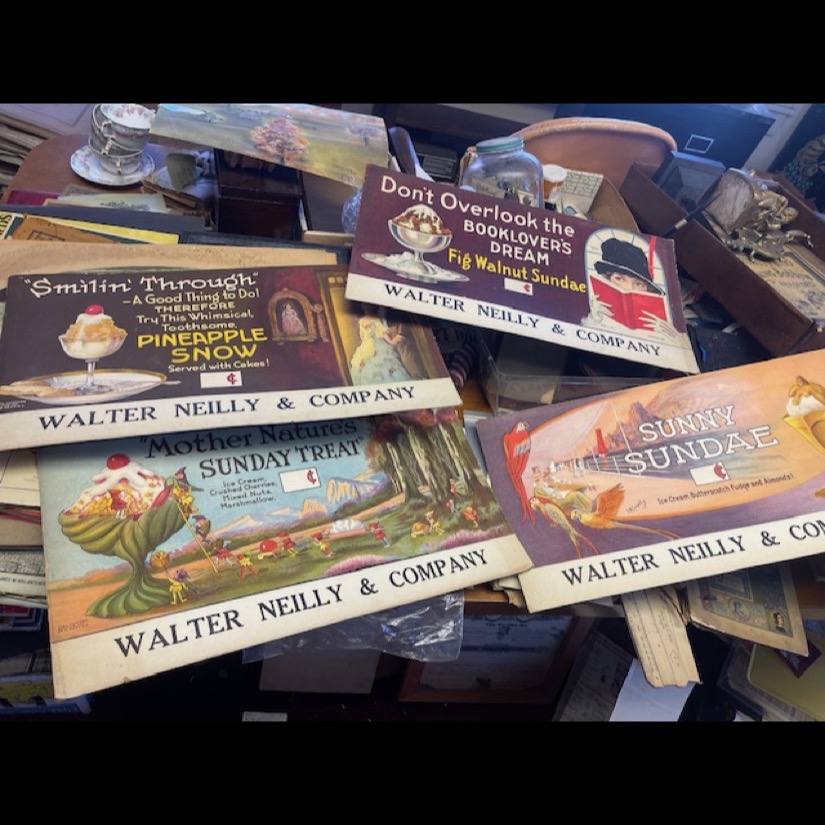 Don't Overlook the
BOOKLOVER'S
DREAM
Fig Walnut Sundae
¢
WALTER NEILLY & COMPANY
"Smilin' Through"
-A Good Thing to Do!
THEREFORE
Try This Whimsical,
Toothsome,
PINEAPPLE
SNOW
Served with Cakes!
¢
WALTER NEILLY & COMPANY
"Mother Nature's
SUNDAY TREAT"
¢
Ice Cream,
Crushed Cherries,
Mixed Nuts,
Marshmallow.
WALTER NEILLY & COMPANY
SUNNY
SUNDAE
¢
Ice Cream, Butterscotch Fudge and Almonds!
WALTER NEILLY & COM